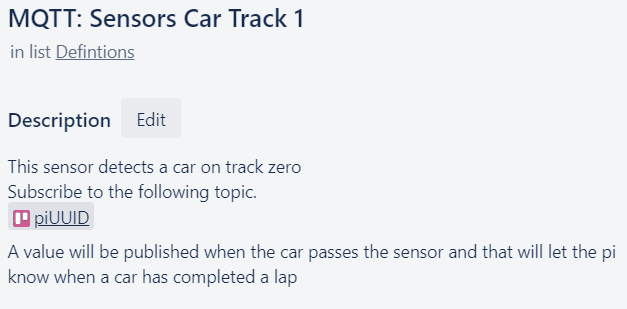 MQTT: Sensors Car Track 1
in list Defintions
Description Edit
This sensor detects a car on track zero
Subscribe to the following topic.
piUUID
A value will be published when the car passes the sensor and that will let the pi
know when a car has completed a lap